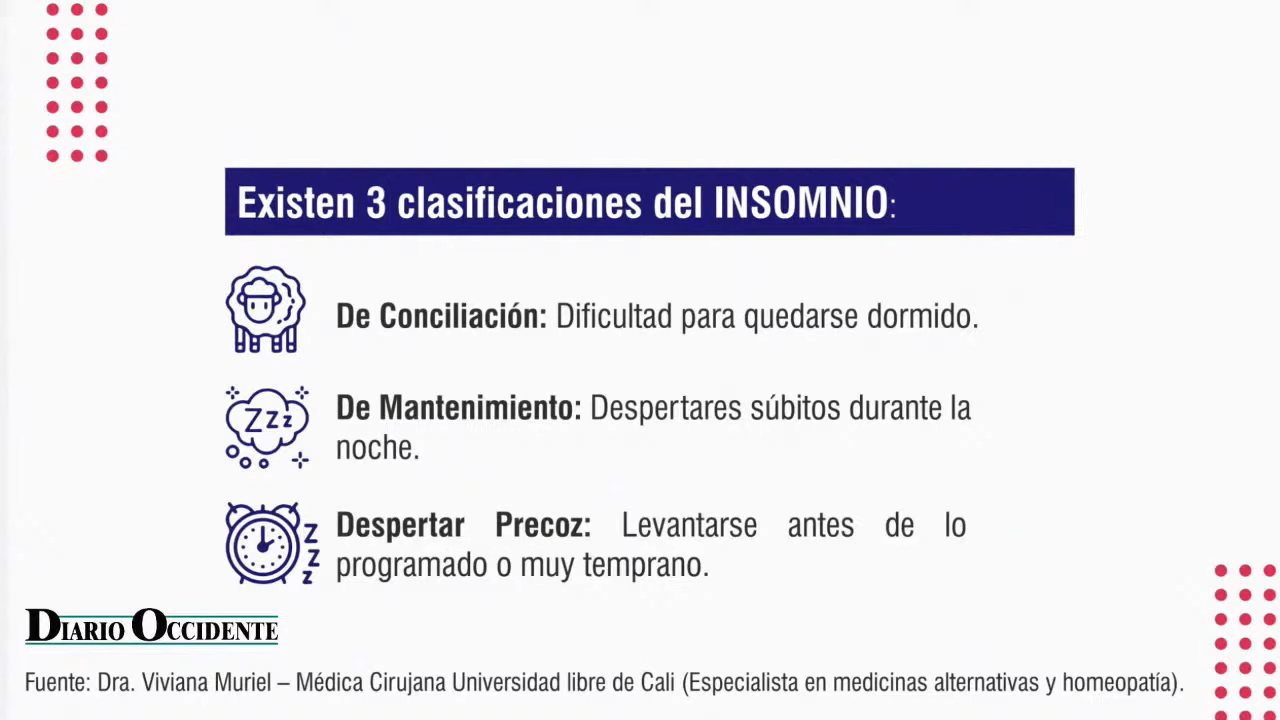 Existen 3 clasificaciones del INSOMNIO:
De Conciliación: Dificultad para quedarse dormido.
De Mantenimiento: Despertares súbitos durante la
noche.
Despertar Precoz: Levantarse antes de lo
programado o muy temprano.
DIARIO OCCIDENTE
Fuente: Dra. Viviana Muriel – Médica Cirujana Universidad libre de Cali (Especialista en medicinas alternativas y homeopatía).